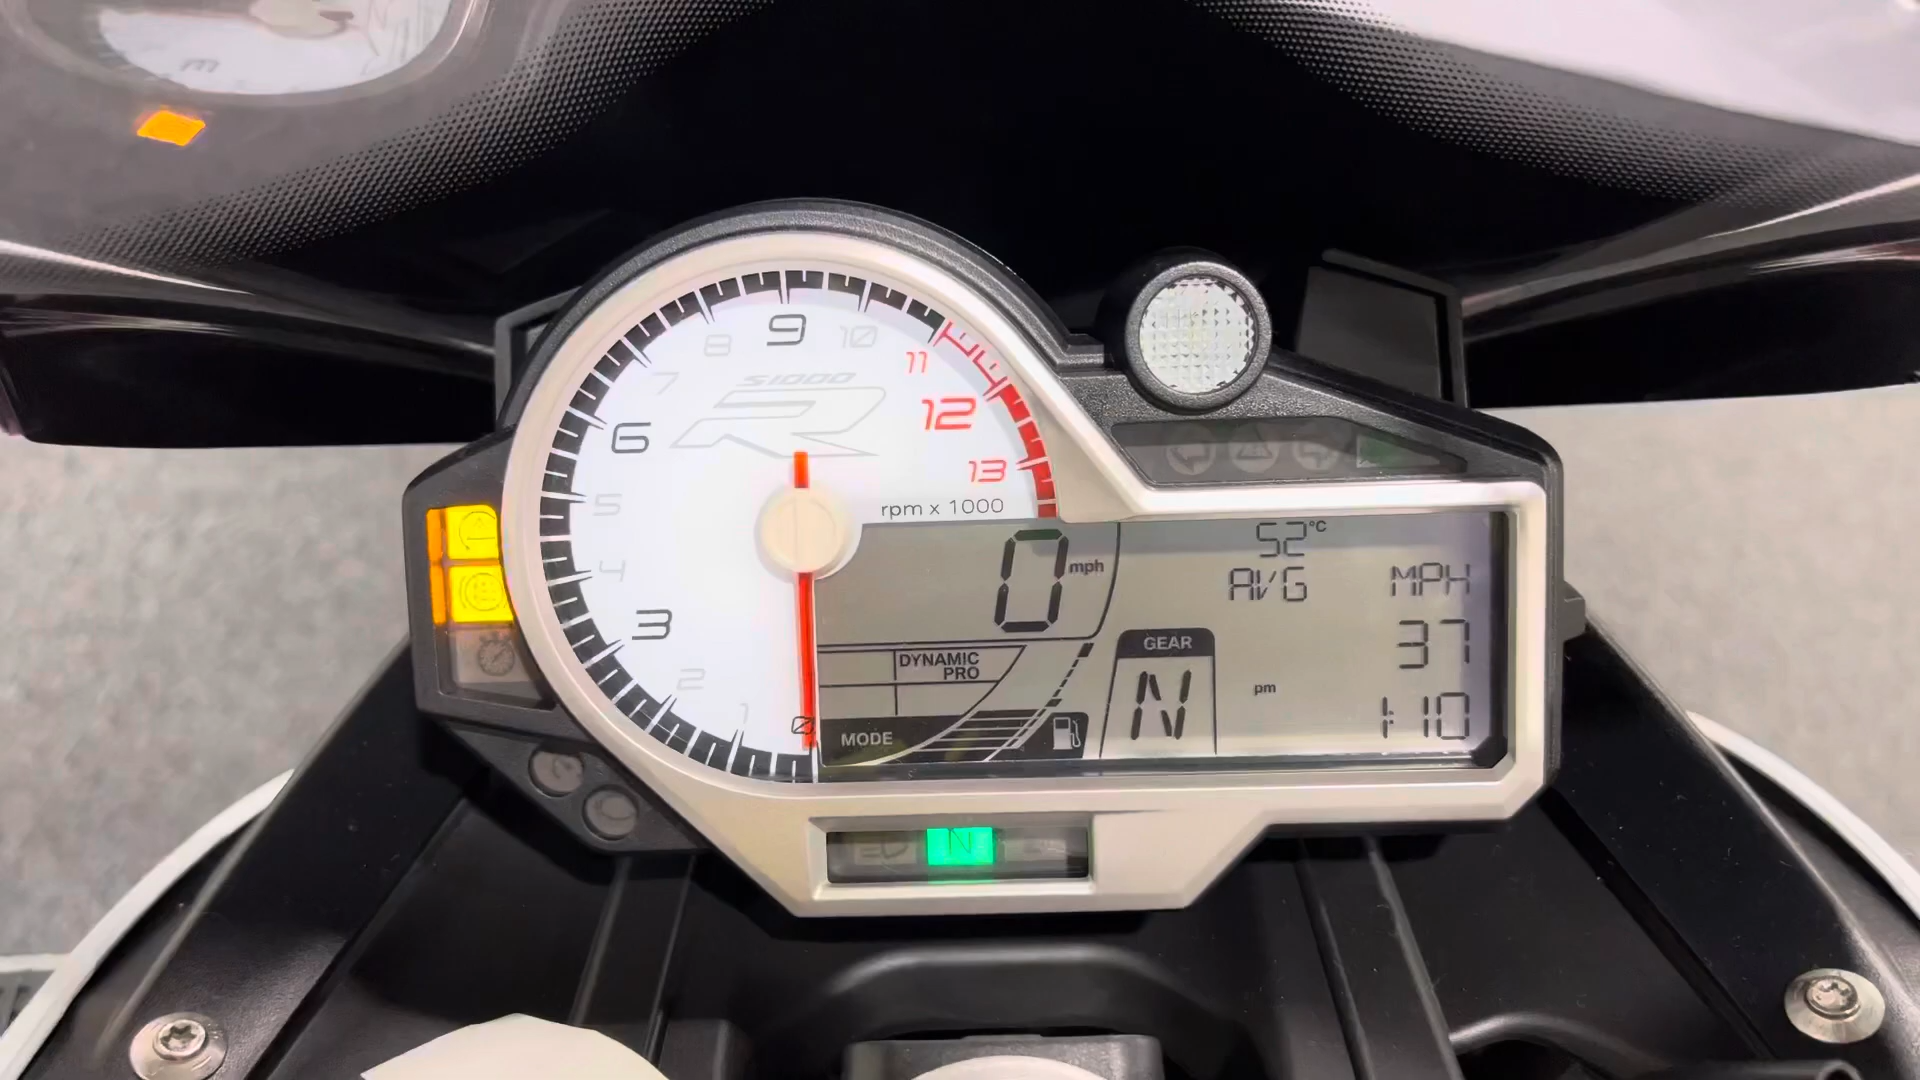 9
8
10
7
11
S1000
R
12
6
13
5
rpm x 1000
4
3
2
1
0
0 mph
52°C
AVG MPH
37
pm 1:10
DYNAMIC
PRO
MODE
GEAR
N
N